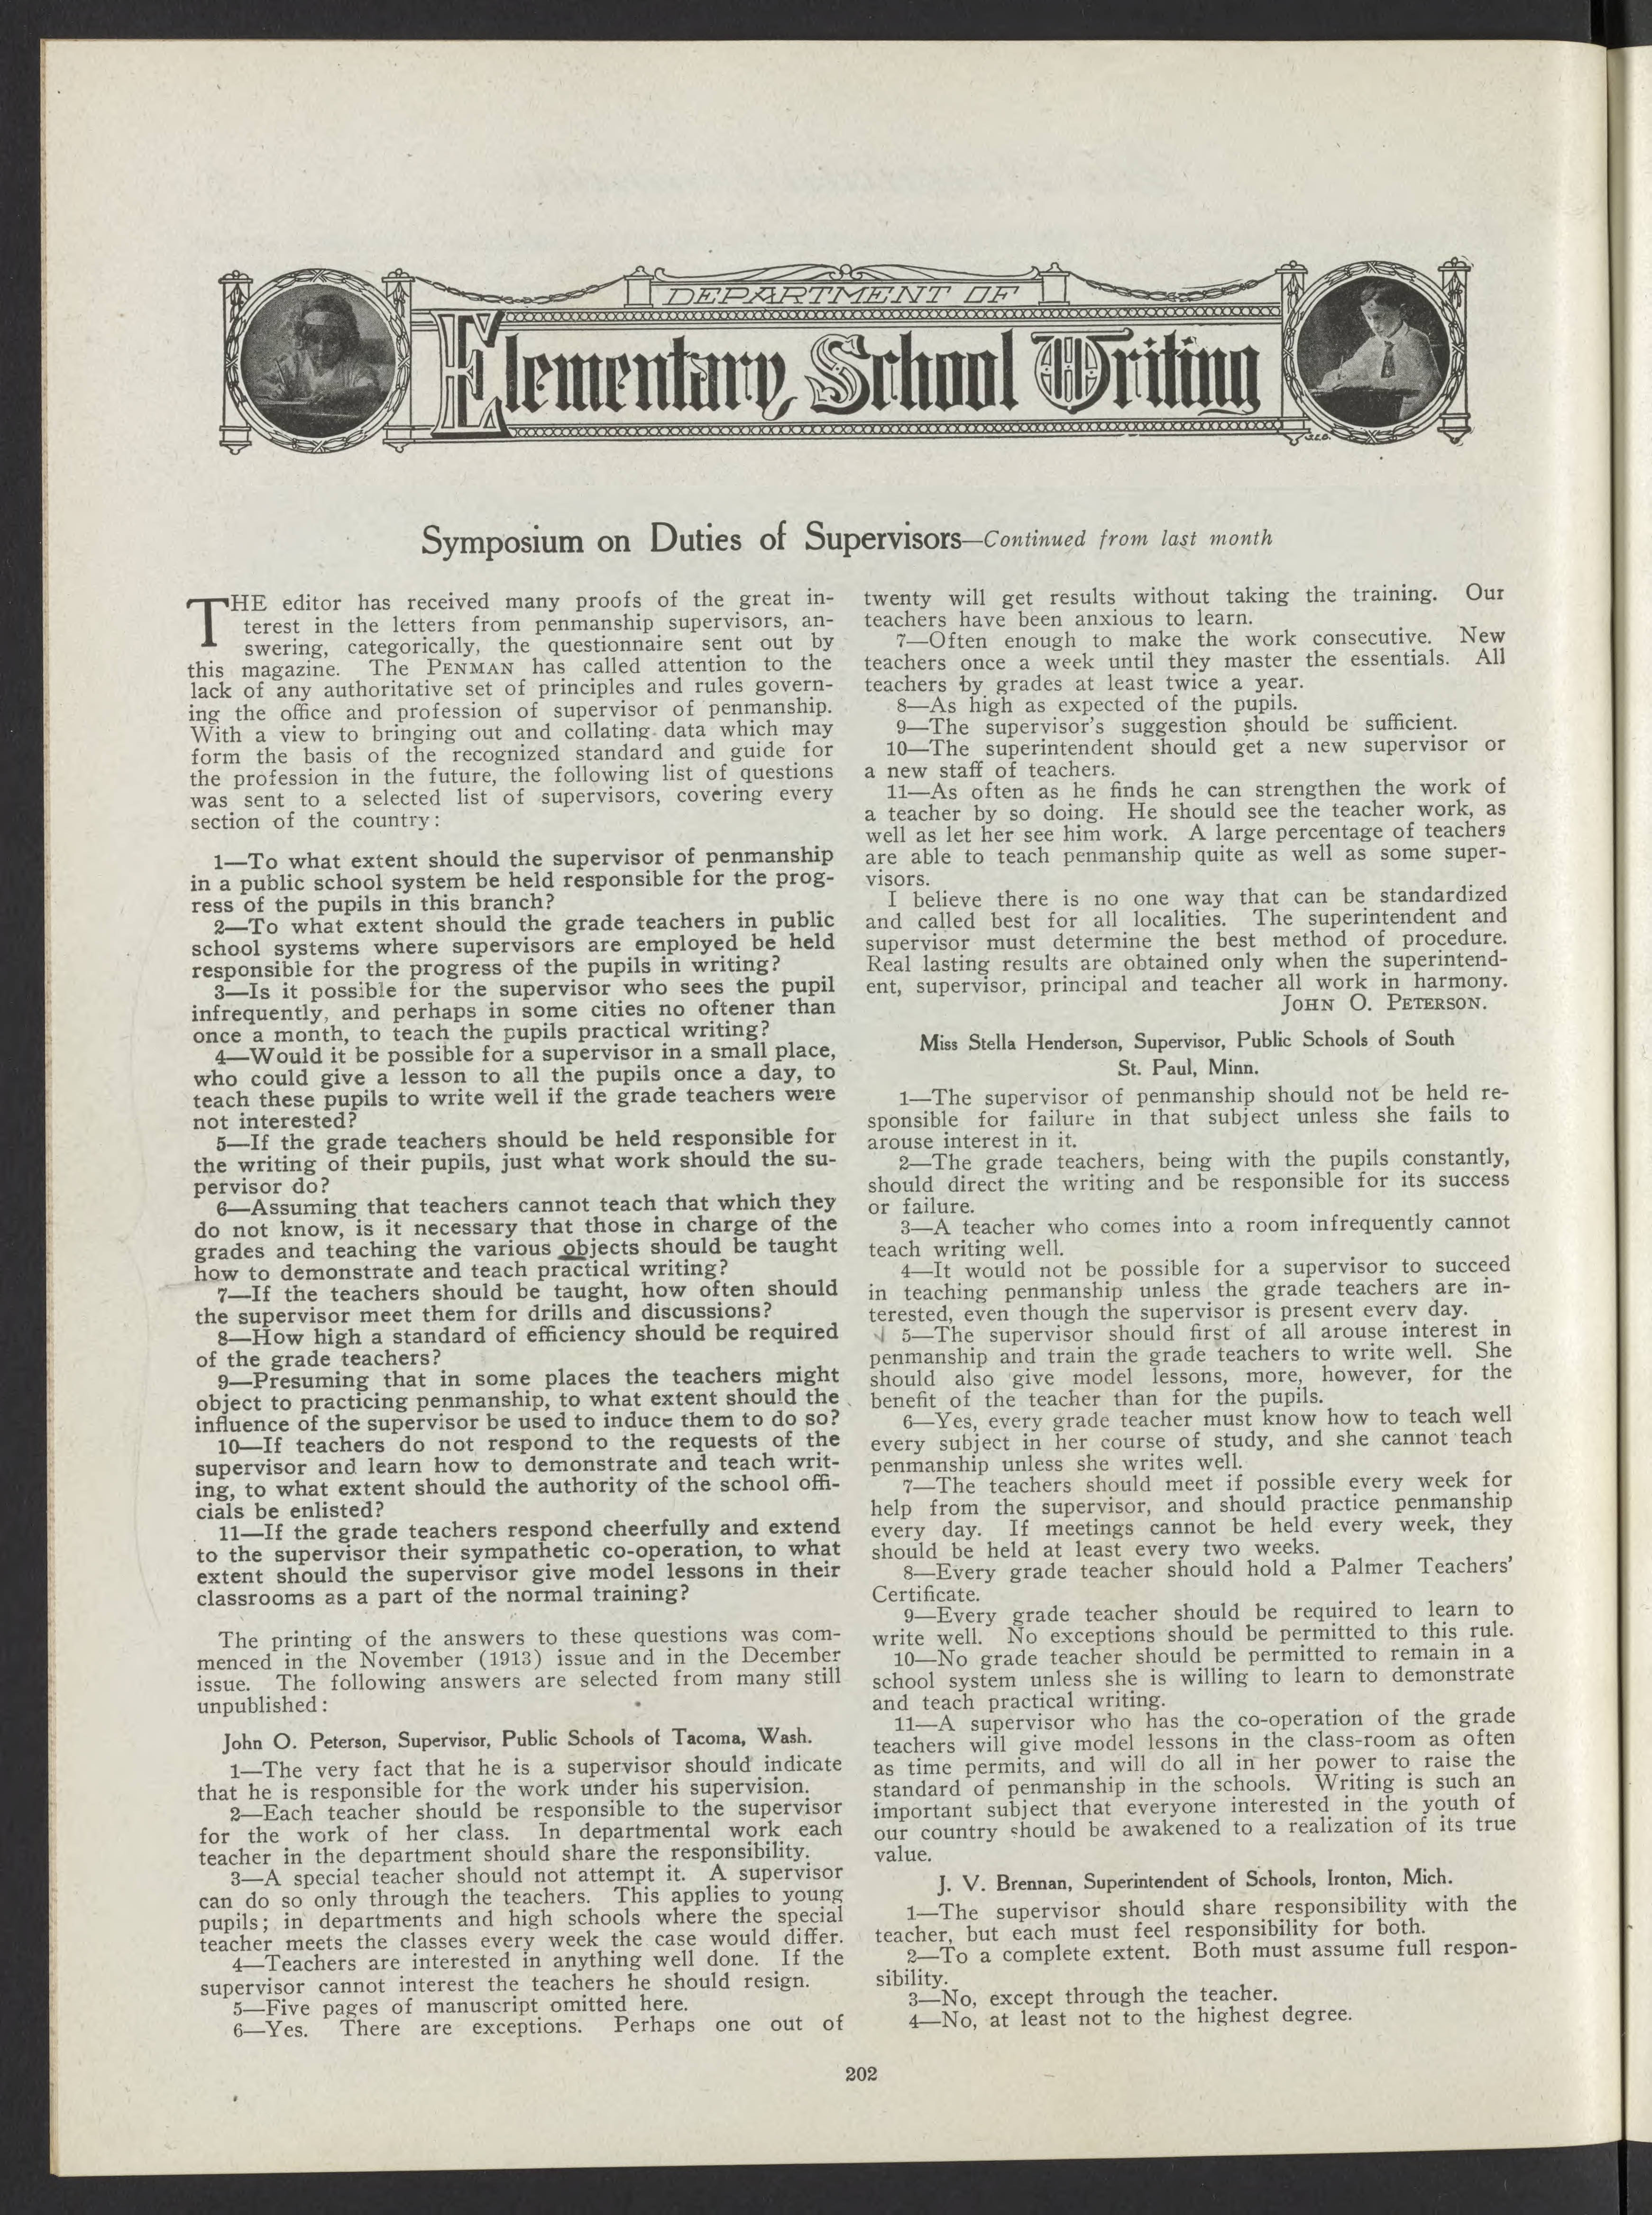 DEPARTMENT OF
Elementary School Writing
S.E.B.
Symposium on Duties of Supervisors—Continued from last month
THE editor has received many proofs of the great in-
terest in the letters from penmanship supervisors, an-
swering, categorically, the questionnaire sent out by
this magazine. The PENMAN has called attention to the
lack of any authoritative set of principles and rules govern-
ing the office and profession of supervisor of penmanship.
With a view to bringing out and collating data which may
form the basis of the recognized standard and guide for
the profession in the future, the following list of questions
was sent to a selected list of supervisors, covering every
section of the country:
1—To what extent should the supervisor of penmanship
in a public school system be held responsible for the prog-
ress of the pupils in this branch?
2—To what extent should the grade teachers in public
school systems where supervisors are employed be held
responsible for the progress of the pupils in writing?
3—Is it possible for the supervisor who sees the pupil
infrequently, and perhaps in some cities no oftener than
once a month, to teach the pupils practical writing?
4—Would it be possible for a supervisor in a small place,
who could give a lesson to all the pupils once a day, to
teach these pupils to write well if the grade teachers were
not interested?
5—If the grade teachers should be held responsible for
the writing of their pupils, just what work should the su-
pervisor do?
6—Assuming that teachers cannot teach that which they
do not know, is it necessary that those in charge of the
grades and teaching the various objects should be taught
how to demonstrate and teach practical writing?
7—If the teachers should be taught, how often should
the supervisor meet them for drills and discussions?
8—How high a standard of efficiency should be required
of the grade teachers?
9—Presuming that in some places the teachers might
object to practicing penmanship, to what extent should the
influence of the supervisor be used to induce them to do so?
10—If teachers do not respond to the requests of the
supervisor and learn how to demonstrate and teach writ-
ing, to what extent should the authority of the school offi-
cials be enlisted?
11—If the grade teachers respond cheerfully and extend
to the supervisor their sympathetic co-operation, to what
extent should the supervisor give model lessons in their
classrooms as a part of the normal training?
The printing of the answers to these questions was com-
menced in the November (1913) issue and in the December
issue. The following answers are selected from many still
unpublished:
John O. Peterson, Supervisor, Public Schools of Tacoma, Wash.
1—The very fact that he is a supervisor should indicate
that he is responsible for the work under his supervision.
2—Each teacher should be responsible to the supervisor
for the work of her class. In departmental work each
teacher in the department should share the responsibility.
3—A special teacher should not attempt it. A supervisor
can do so only through the teachers. This applies to young
pupils; in departments and high schools where the special
teacher meets the classes every week the case would differ.
4—Teachers are interested in anything well done. If the
supervisor cannot interest the teachers he should resign.
5—Five pages of manuscript omitted here.
6—Yes. There are exceptions. Perhaps one out of
twenty will get results without taking the training. Our
teachers have been anxious to learn.
7—Often enough to make the work consecutive. New
teachers once a week until they master the essentials. All
teachers by grades at least twice a year.
8—As high as expected of the pupils.
9—The supervisor's suggestion should be sufficient.
10—The superintendent should get a new supervisor or
a new staff of teachers.
11—As often as he finds he can strengthen the work of
a teacher by so doing. He should see the teacher work, as
well as let her see him work. A large percentage of teachers
are able to teach penmanship quite as well as some super-
visors.
I believe there is no one way that can be standardized
and called best for all localities. The superintendent and
supervisor must determine the best method of procedure.
Real lasting results are obtained only when the superintend-
ent, supervisor, principal and teacher all work in harmony.
JOHN O. PETERSON.
Miss Stella Henderson, Supervisor, Public Schools of South
St. Paul, Minn.
1—The supervisor of penmanship should not be held re-
sponsible for failure in that subject unless she fails to
arouse interest in it.
2—The grade teachers, being with the pupils constantly,
should direct the writing and be responsible for its success
or failure.
3—A teacher who comes into a room infrequently cannot
teach writing well.
4—It would not be possible for a supervisor to succeed
in teaching penmanship unless the grade teachers are in-
terested, even though the supervisor is present every day.
5—The supervisor should first of all arouse interest in
penmanship and train the grade teachers to write well. She
should also give model lessons, more, however, for the
benefit of the teacher than for the pupils.
6—Yes, every grade teacher must know how to teach well
every subject in her course of study, and she cannot teach
penmanship unless she writes well.
7—The teachers should meet if possible every week for
help from the supervisor, and should practice penmanship
every day. If meetings cannot be held every week, they
should be held at least every two weeks.
8—Every grade teacher should hold a Palmer Teachers'
Certificate.
9—Every grade teacher should be required to learn to
write well. No exceptions should be permitted to this rule.
10—No grade teacher should be permitted to remain in a
school system unless she is willing to learn to demonstrate
and teach practical writing.
11—A supervisor who has the co-operation of the grade
teachers will give model lessons in the class-room as often
as time permits, and will do all in her power to raise the
standard of penmanship in the schools. Writing is such an
important subject that everyone interested in the youth of
our country should be awakened to a realization of its true
value.
J. V. Brennan, Superintendent of Schools, Ironton, Mich.
1—The supervisor should share responsibility with the
teacher, but each must feel responsibility for both.
2—To a complete extent. Both must assume full respon-
sibility.
3—No, except through the teacher.
4—No, at least not to the highest degree.
202